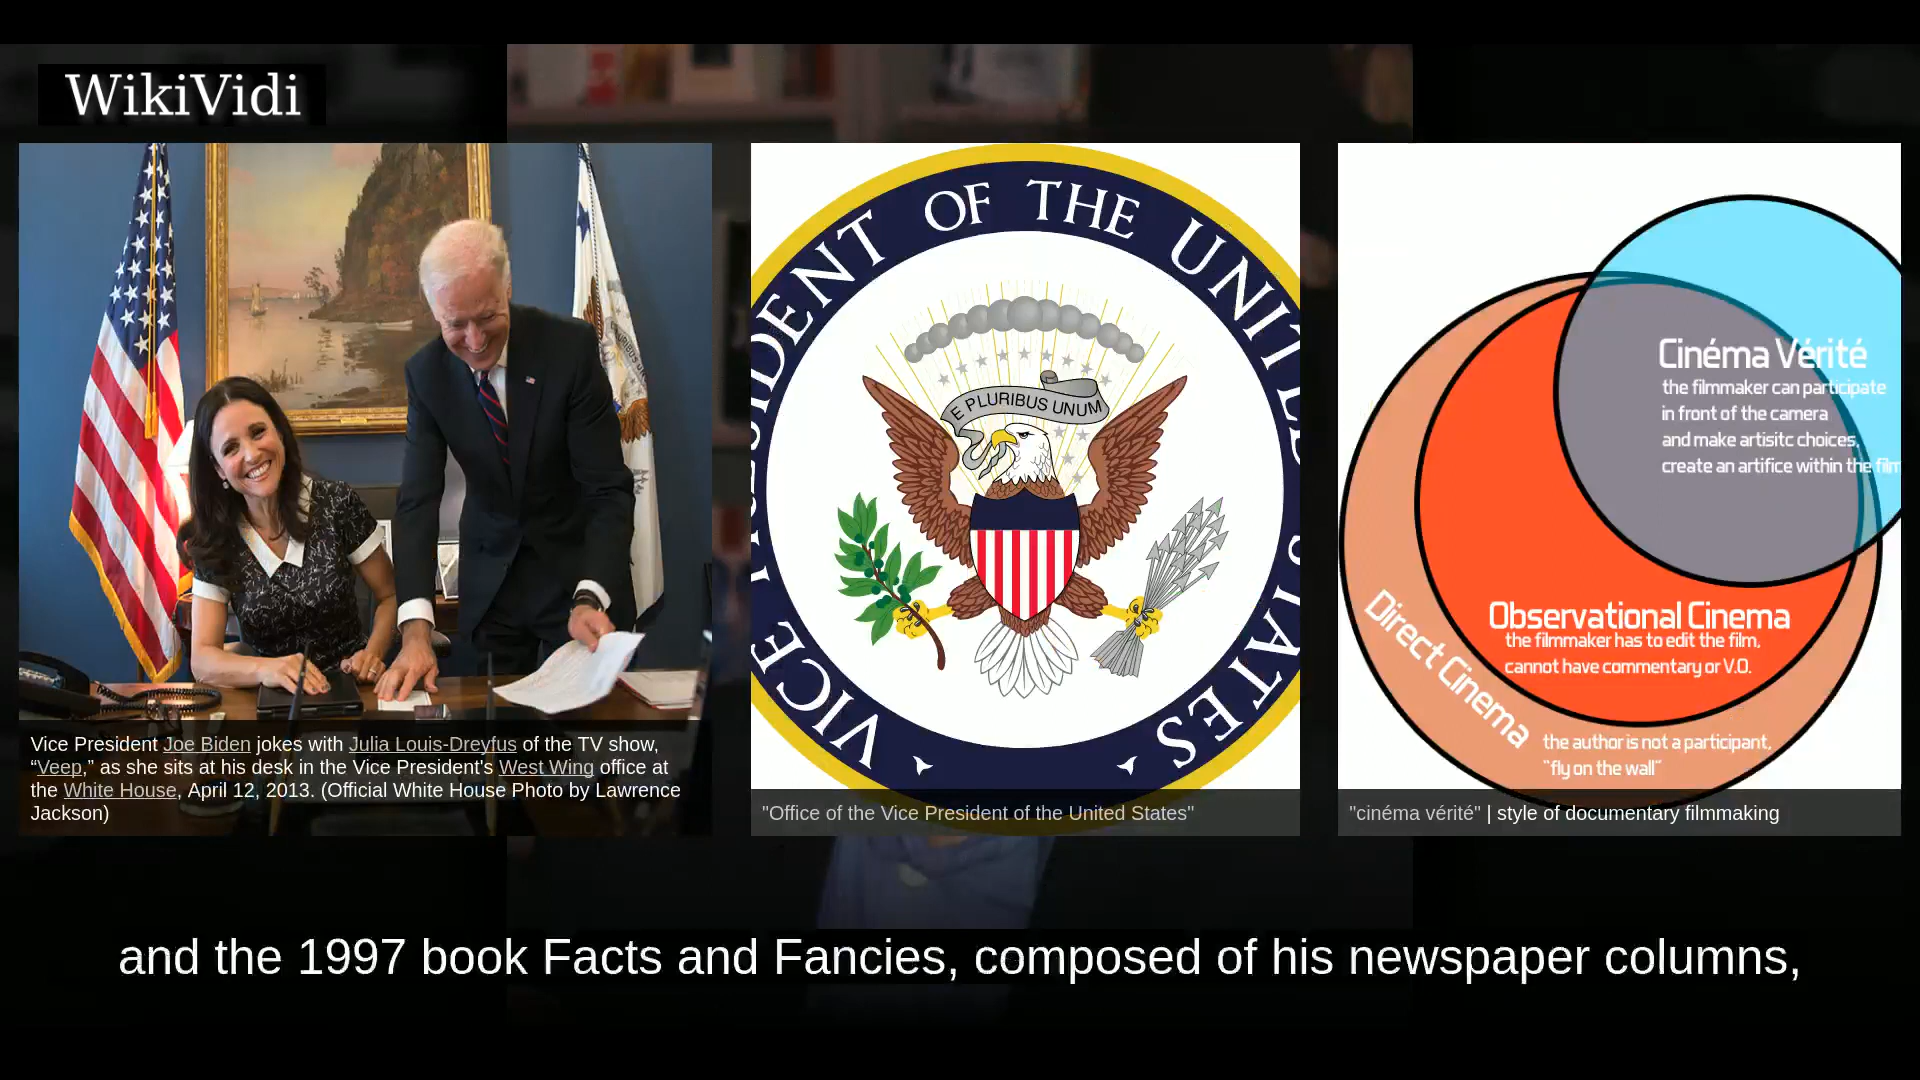 WikiVidi
Vice President Joe Biden jokes with Julia Louis-Dreyfus of the TV show,
“Veep,” as she sits at his desk in the Vice President's West Wing office at
the White House, April 12, 2013. (Official White House Photo by Lawrence
Jackson)
VICE PRESIDENT OF THE UNITED STATES
E PLURIBUS UNUM
"Office of the Vice President of the United States"
Cinéma Vérité
the filmmaker can participate
in front of the camera
and make artisitc choices,
create an artifice within the film
Observational Cinema
the filmmaker has to edit the film,
cannot have commentary or V.O.
Direct Cinema
the author is not a participant,
"fly on the wall"
"cinéma vérité" | style of documentary filmmaking
and the 1997 book Facts and Fancies, composed of his newspaper columns,